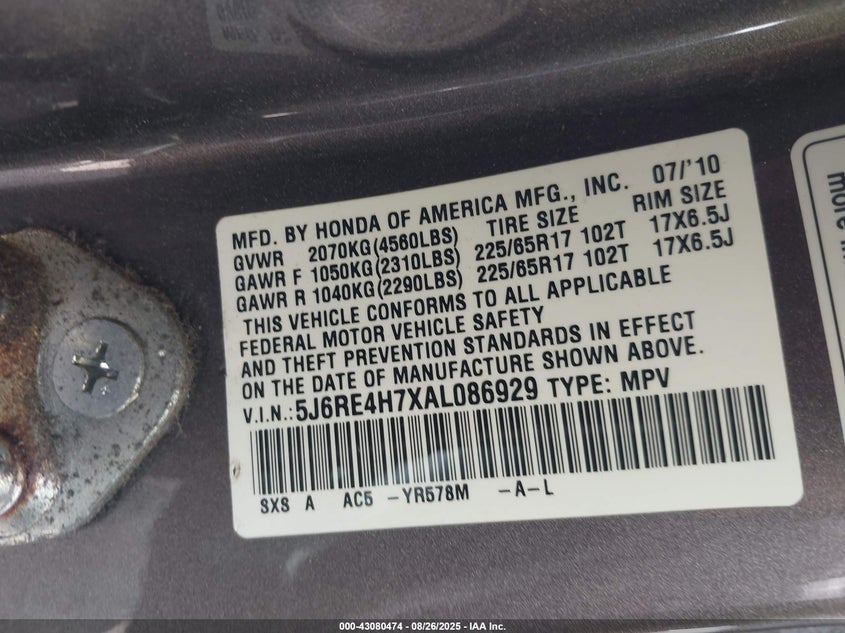 MFD. BY HONDA OF AMERICA MFG., INC. 07/'10
GVWR 2070KG(4560LBS) TIRE SIZE RIM SIZE
GAWR F 1050KG(2310LBS) 225/65R17 102T 17X6.5J
GAWR R 1040KG(2290LBS) 225/65R17 102T 17X6.5J
THIS VEHICLE CONFORMS TO ALL APPLICABLE
FEDERAL MOTOR VEHICLE SAFETY
AND THEFT PREVENTION STANDARDS IN EFFECT
ON THE DATE OF MANUFACTURE SHOWN ABOVE.
V.I.N.: 5J6RE4H7XAL086929 TYPE: MPV
SXS A AC5 -YR578M -A-L
more
000-43080474 - 08/26/2025 - IAA Inc.